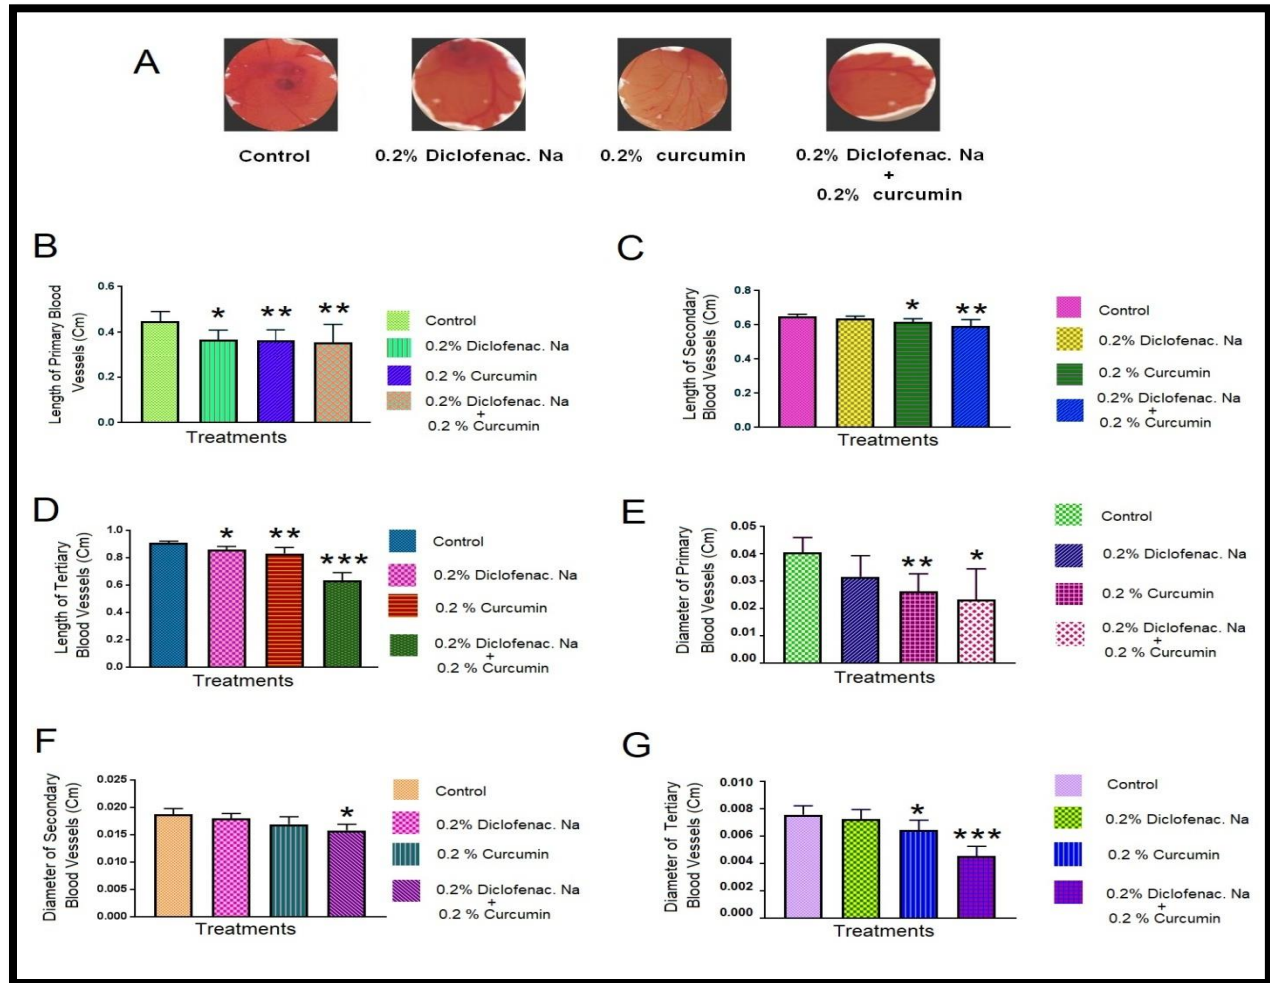 A
Control
0.2% Diclofenac. Na
0.2% curcumin
0.2% Diclofenac. Na
+
0.2% curcumin
B
Length of Primary Blood
Vessels (Cm)
0.6
0.4
0.2
0.0
*
**
**
Treatments
Control
0.2% Diclofenac. Na
0.2 % Curcumin
0.2% Diclofenac. Na
+
0.2 % Curcumin
C
Length of Secondary
Blood Vessels (Cm)
0.8
0.6
0.4
0.2
0.0
*
**
Treatments
Control
0.2% Diclofenac. Na
0.2 % Curcumin
0.2% Diclofenac. Na
+
0.2 % Curcumin
D
Length of Tertiary
Blood Vessels (Cm)
1.0
0.8
0.6
0.4
0.2
0.0
*
**
***
Treatments
Control
0.2% Diclofenac. Na
0.2 % Curcumin
0.2% Diclofenac. Na
+
0.2 % Curcumin
E
Diameter of Primary
Blood Vessels (Cm)
0.05
0.04
0.03
0.02
0.01
0.00
**
*
Treatments
Control
0.2% Diclofenac. Na
0.2 % Curcumin
0.2% Diclofenac. Na
+
0.2 % Curcumin
F
Diameter of Secondary
Blood Vessels (Cm)
0.025
0.020
0.015
0.010
0.005
0.000
*
Treatments
Control
0.2% Diclofenac. Na
0.2 % Curcumin
0.2% Diclofenac. Na
+
0.2 % Curcumin
G
Diameter of Tertiary
Blood Vessels (Cm)
0.010
0.008
0.006
0.004
0.002
0.000
*
***
Treatments
Control
0.2% Diclofenac. Na
0.2 % Curcumin
0.2% Diclofenac. Na
+
0.2 % Curcumin